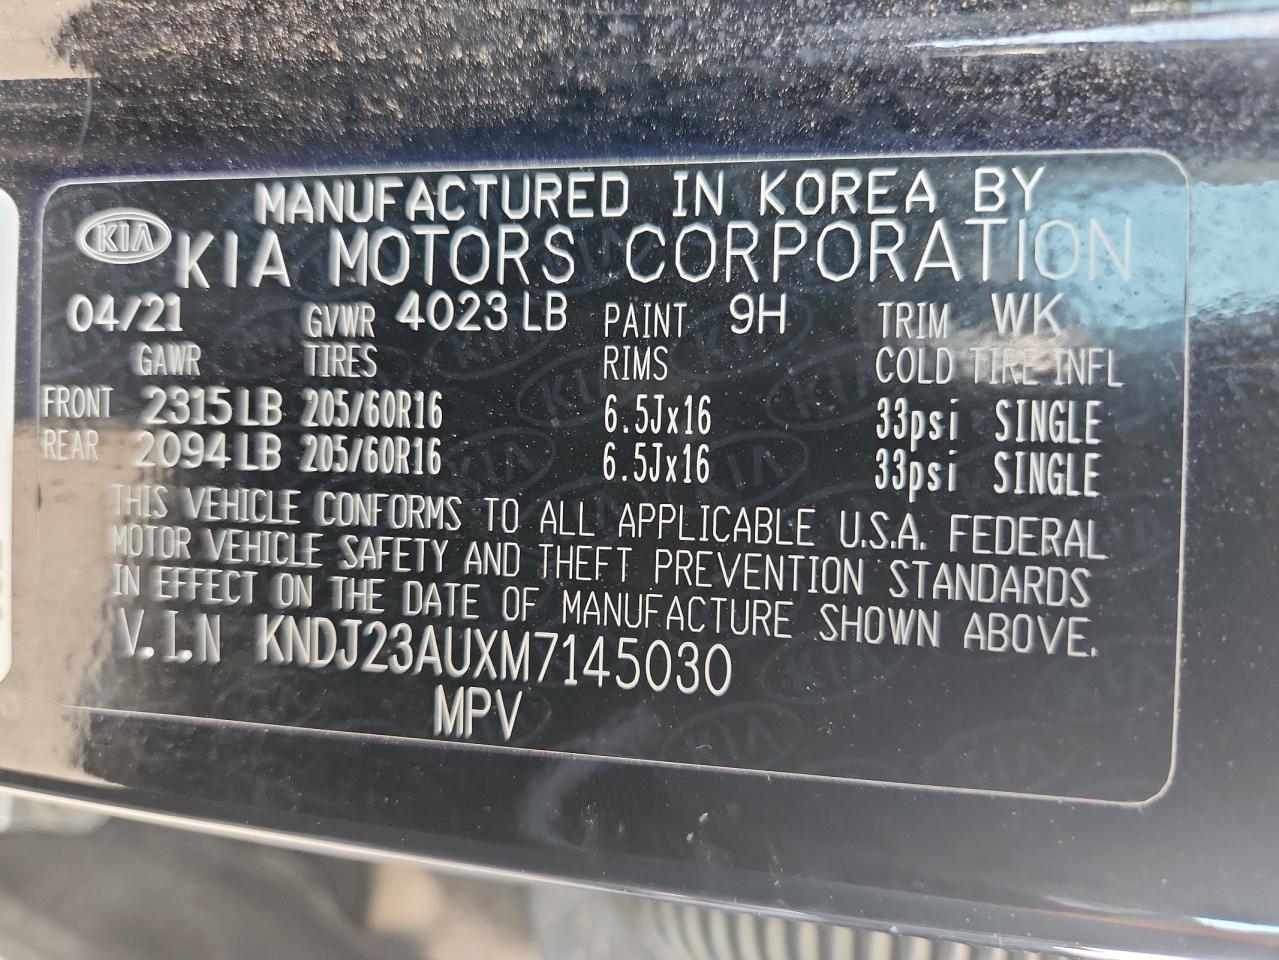 MANUFACTURED IN KOREA BY
KIA KIA MOTORS CORPORATION
04/21 GVWR 4023 LB PAINT 9H TRIM WK
GAWR TIRES RIMS COLD TIRE INFL
FRONT 2315 LB 205/60R16 6.5Jx16 33psi SINGLE
REAR 2094 LB 205/60R16 6.5Jx16 33psi SINGLE
THIS VEHICLE CONFORMS TO ALL APPLICABLE U.S.A. FEDERAL
MOTOR VEHICLE SAFETY AND THEFT PREVENTION STANDARDS
IN EFFECT ON THE DATE OF MANUFACTURE SHOWN ABOVE.
V.I.N KNDJ23AUXM7145030
MPV